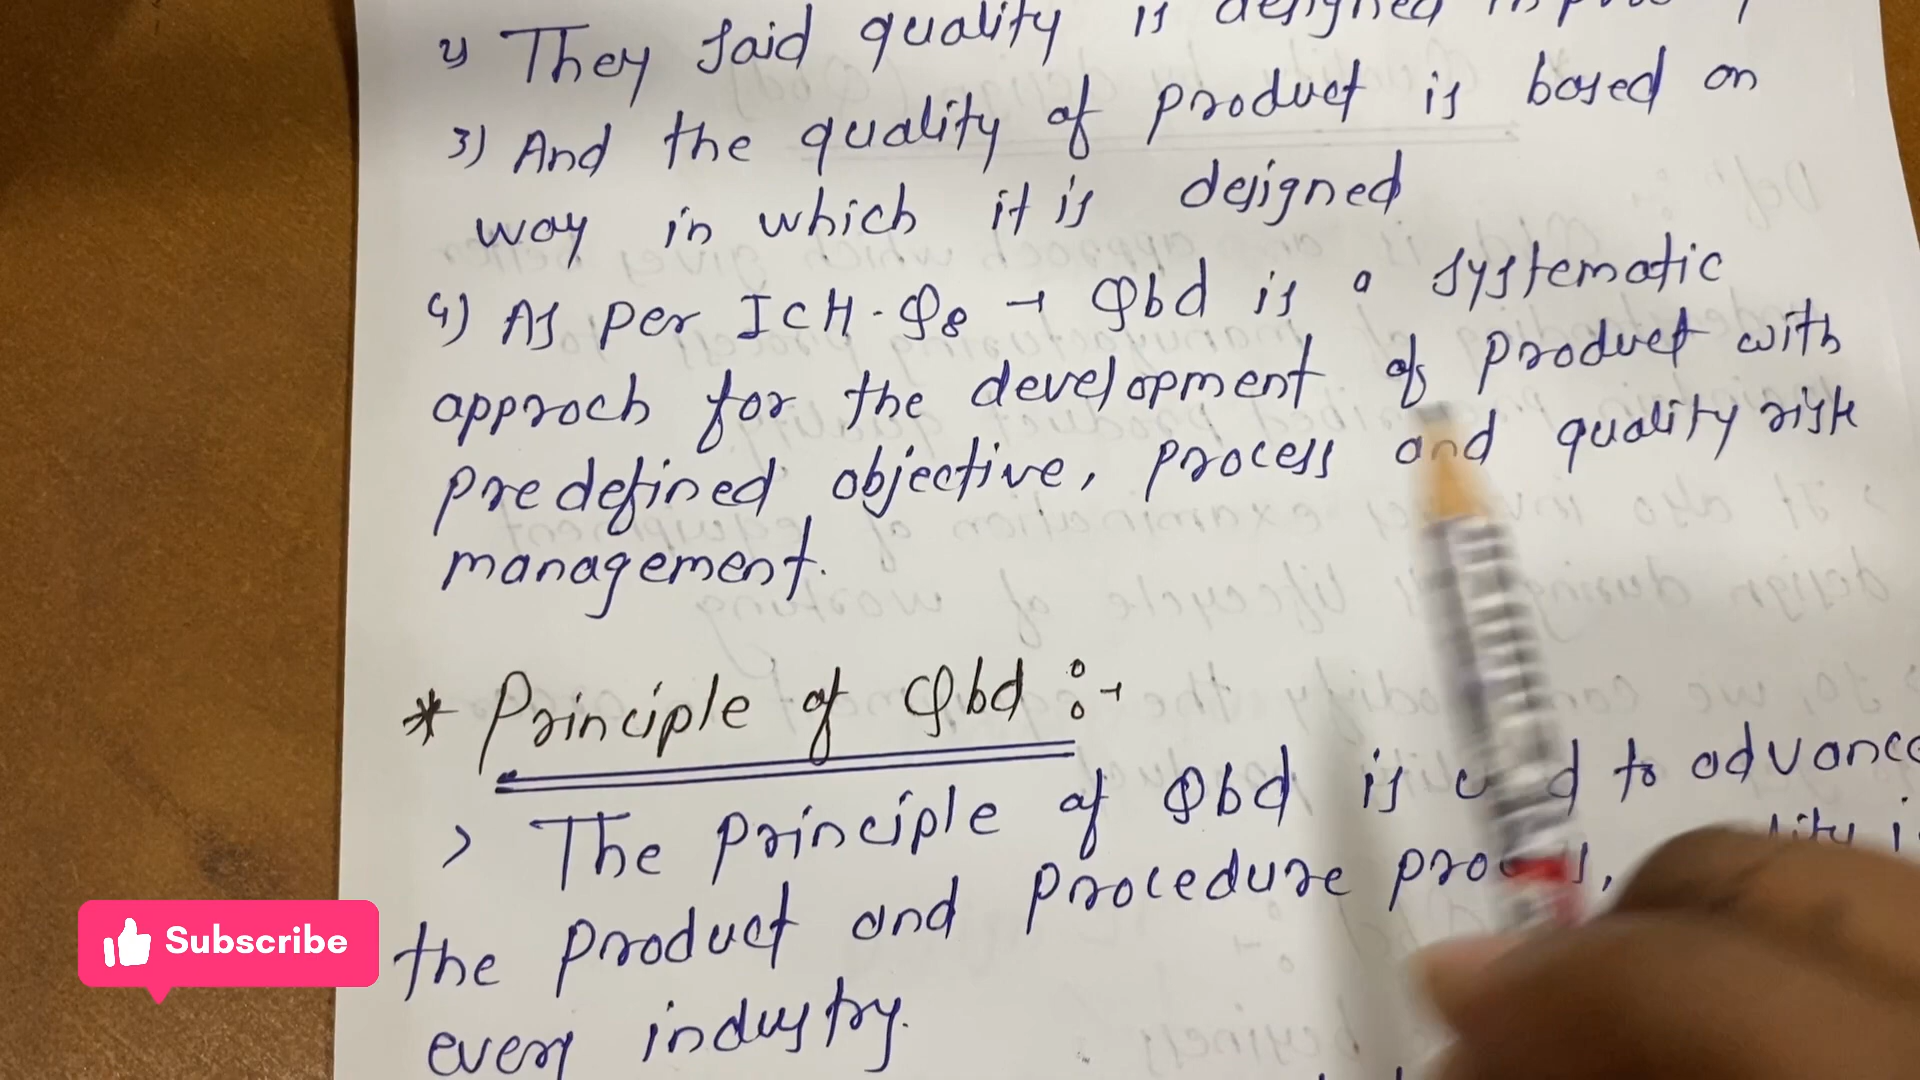 2) They said quality is designed in
3) And the quality of product is based on
way in which it is designed
4) As per ICH-Q8 → Qbd is a systematic
approch for the development of product with
predefined objective, process and quality risk
management.
* Principle of Qbd :→
> The principle of Qbd is to advance
the product and procedure
every industry.
Subscribe